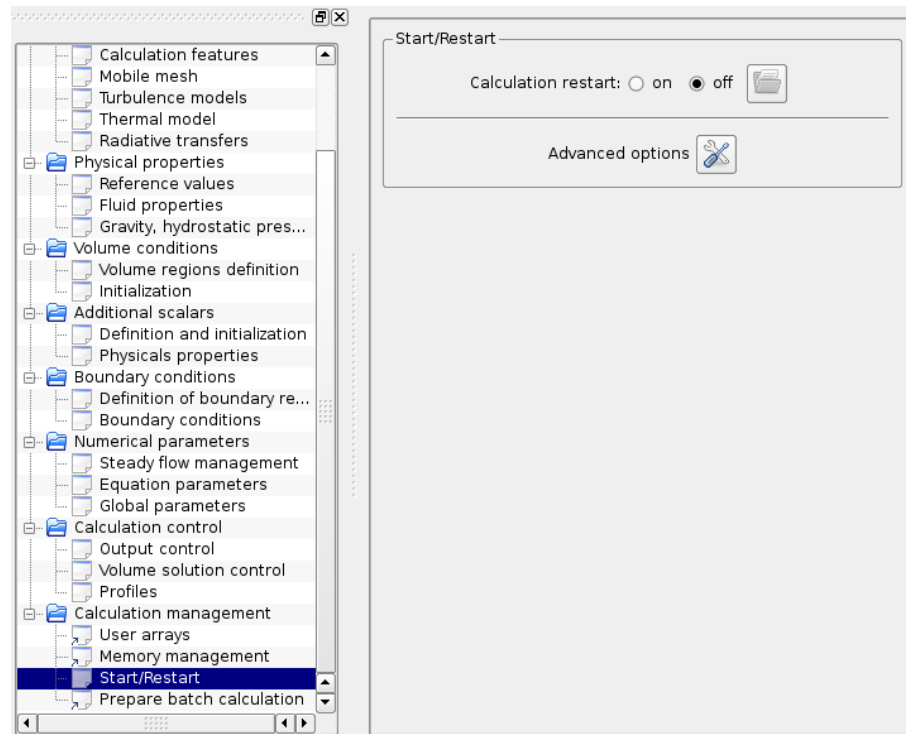 Calculation features
Mobile mesh
Turbulence models
Thermal model
Radiative transfers
Physical properties
Reference values
Fluid properties
Gravity, hydrostatic pres...
Volume conditions
Volume regions definition
Initialization
Additional scalars
Definition and initialization
Physicals properties
Boundary conditions
Definition of boundary re...
Boundary conditions
Numerical parameters
Steady flow management
Equation parameters
Global parameters
Calculation control
Output control
Volume solution control
Profiles
Calculation management
User arrays
Memory management
Start/Restart
Prepare batch calculation
Start/Restart
Calculation restart: on off
Advanced options